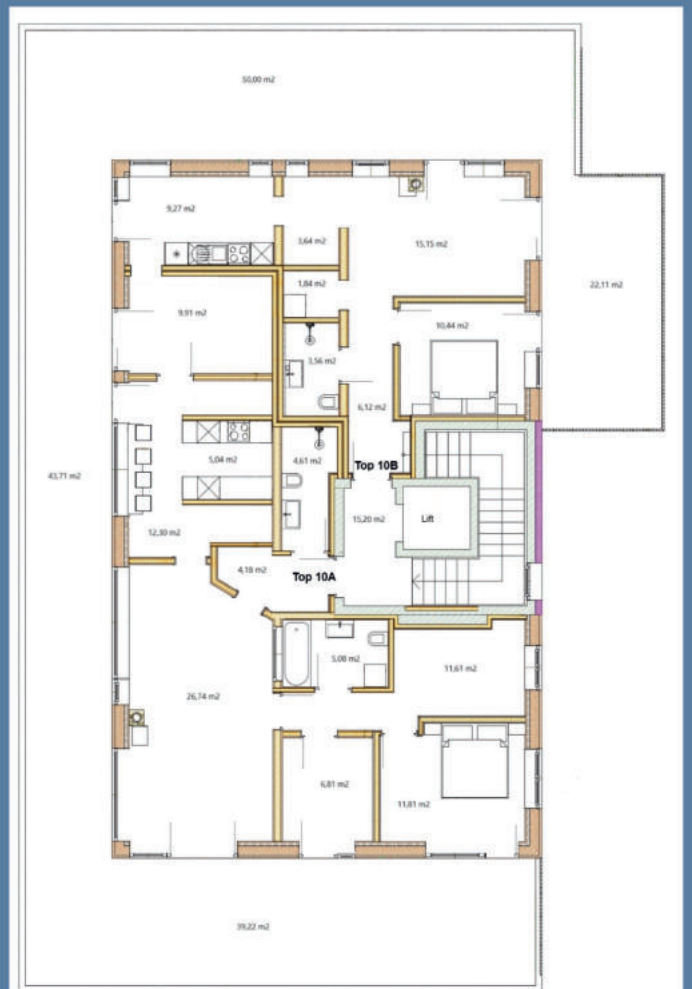 50,00 m2
9,27 m2
3,64 m2
15,15 m2
1,84 m2
22,11 m2
9,91 m2
10,44 m2
3,56 m2
6,12 m2
5,04 m2
4,61 m2
Top 10B
43,71 m2
15,20 m2
Lift
12,30 m2
4,18 m2
Top 10A
5,08 m2
11,61 m2
26,74 m2
6,81 m2
11,81 m2
39,22 m2